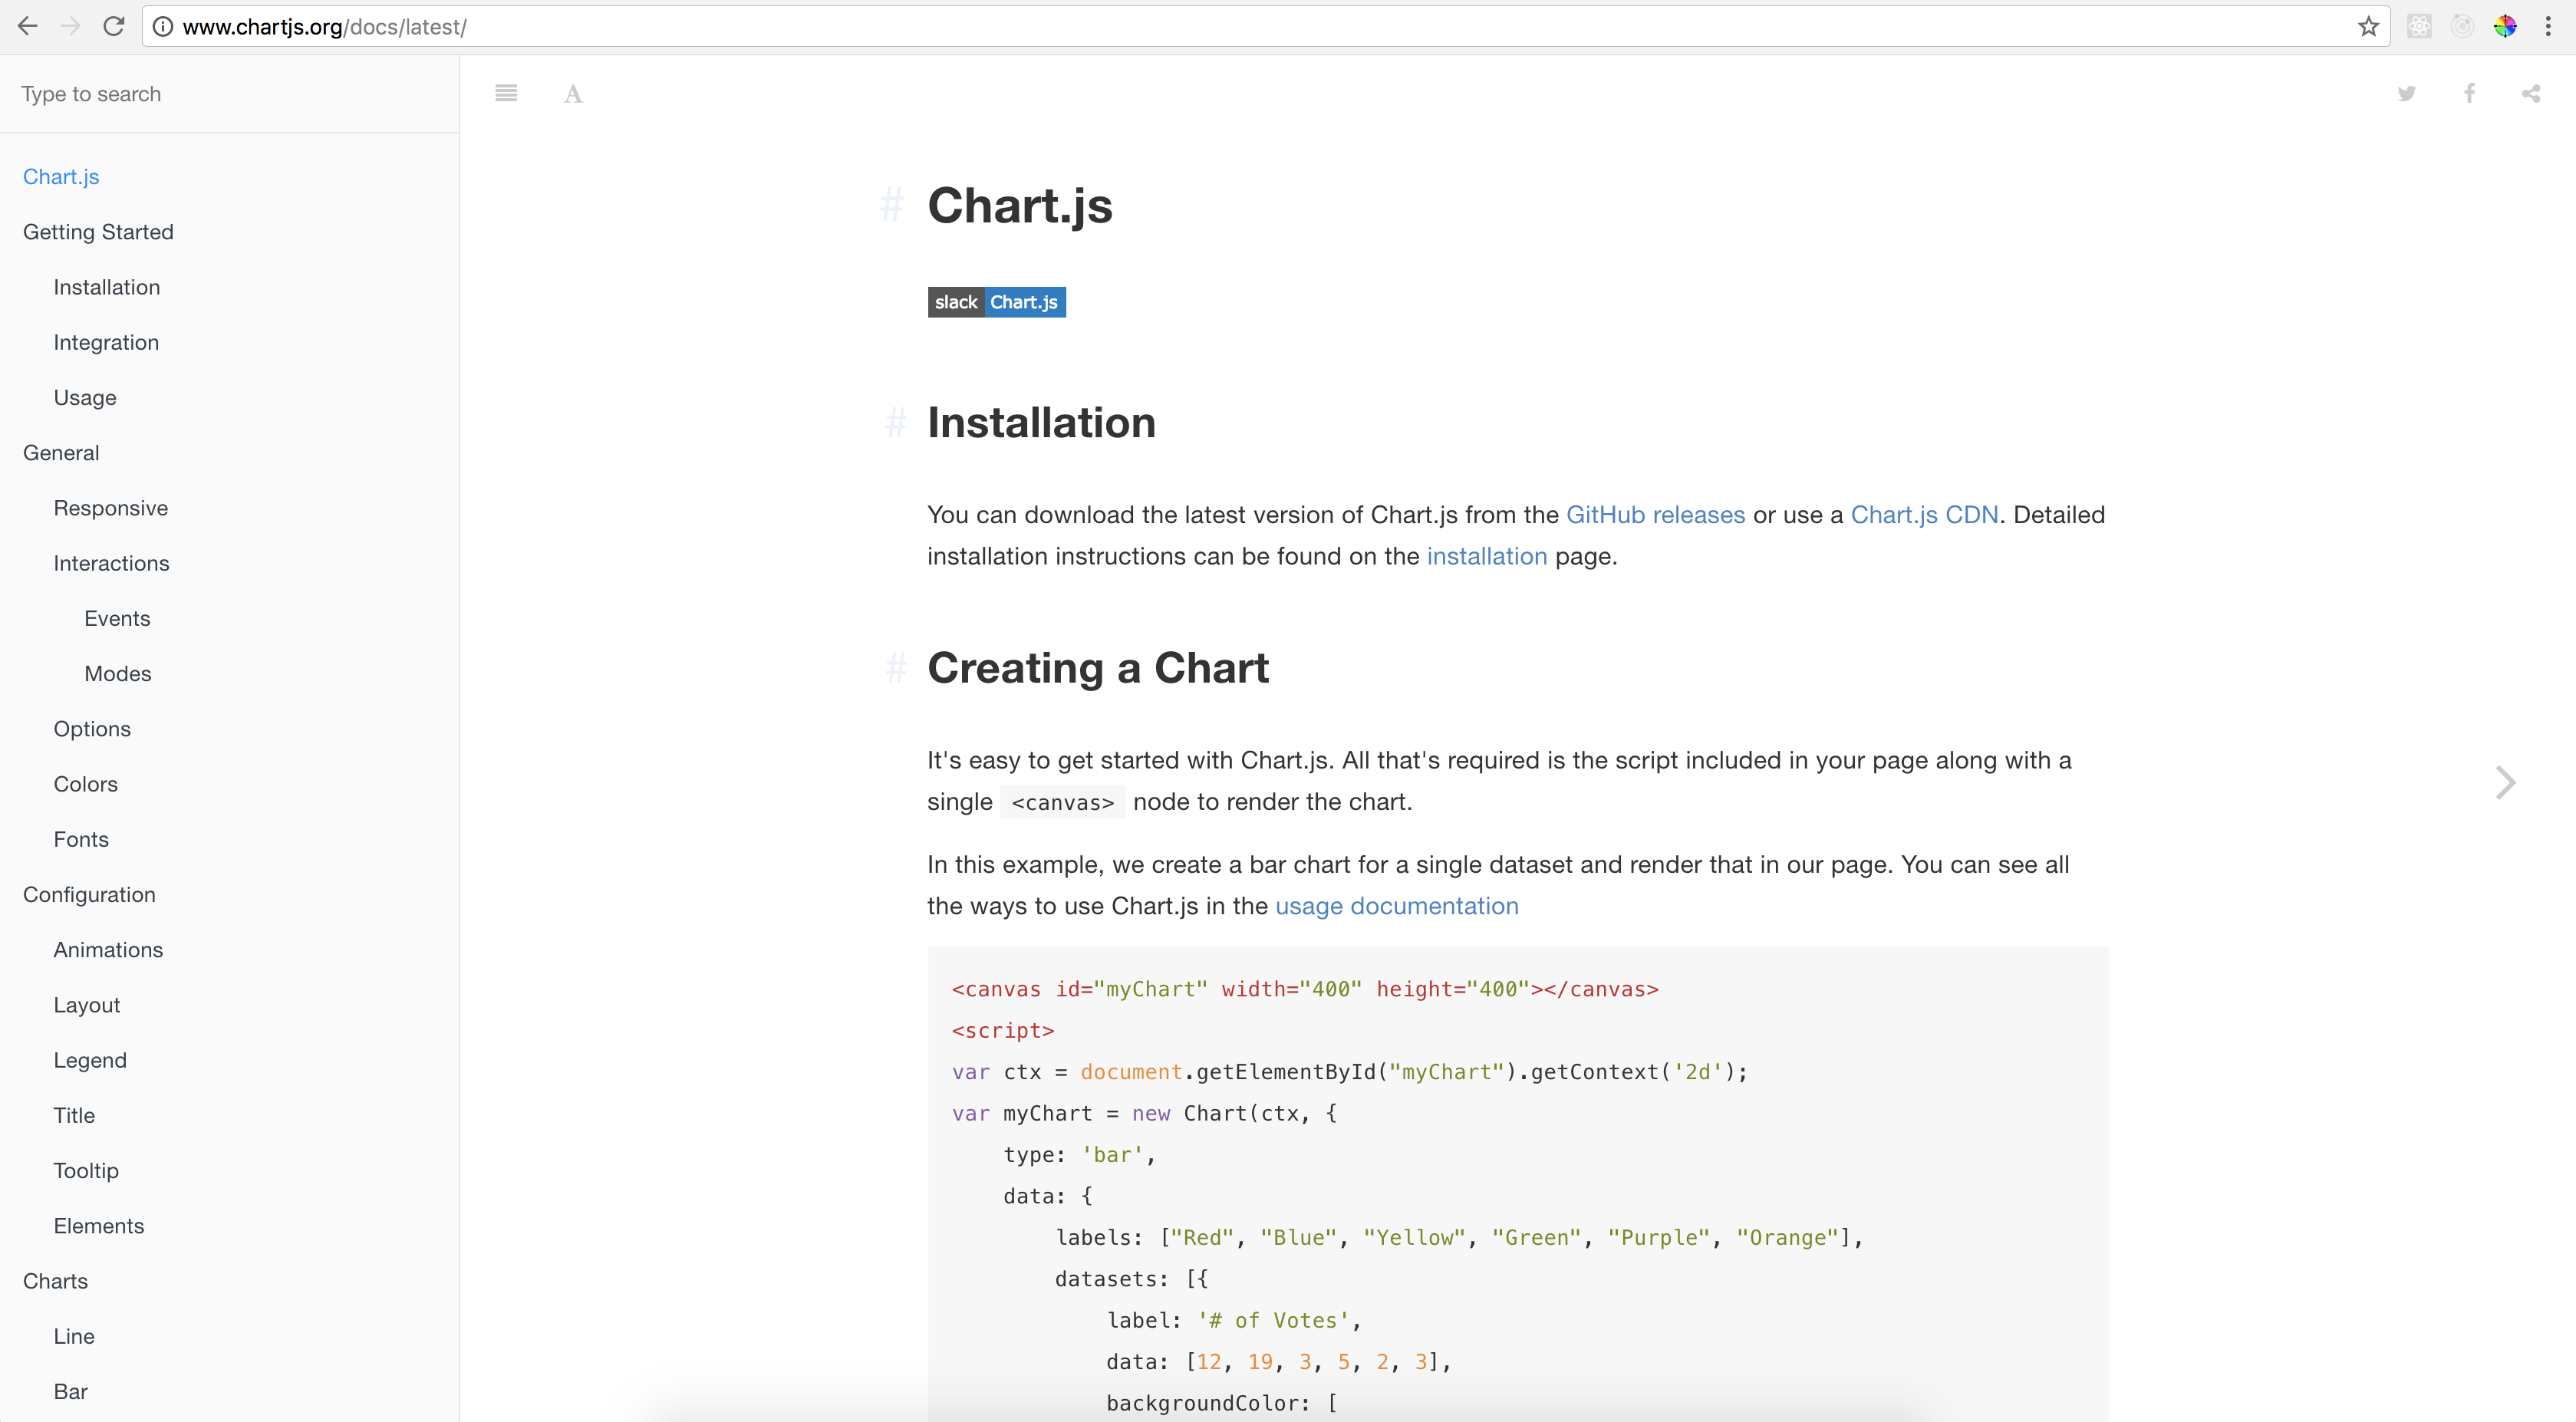 www.chartjs.org/docs/latest/
Type to search
A
Chart.js
Getting Started
Installation
Integration
Usage
General
Responsive
Interactions
Events
Modes
Options
Colors
Fonts
Configuration
Animations
Layout
Legend
Title
Tooltip
Elements
Charts
Line
Bar
# Chart.js
slack Chart.js
# Installation
You can download the latest version of Chart.js from the GitHub releases or use a Chart.js CDN. Detailed
installation instructions can be found on the installation page.
# Creating a Chart
It's easy to get started with Chart.js. All that's required is the script included in your page along with a
single <canvas> node to render the chart.
In this example, we create a bar chart for a single dataset and render that in our page. You can see all
the ways to use Chart.js in the usage documentation
<canvas id="myChart" width="400" height="400"></canvas>
<script>
var ctx = document.getElementById("myChart").getContext('2d');
var myChart = new Chart(ctx, {
    type: 'bar',
    data: {
        labels: ["Red", "Blue", "Yellow", "Green", "Purple", "Orange"],
        datasets: [{
            label: '# of Votes',
            data: [12, 19, 3, 5, 2, 3],
            backgroundColor: [